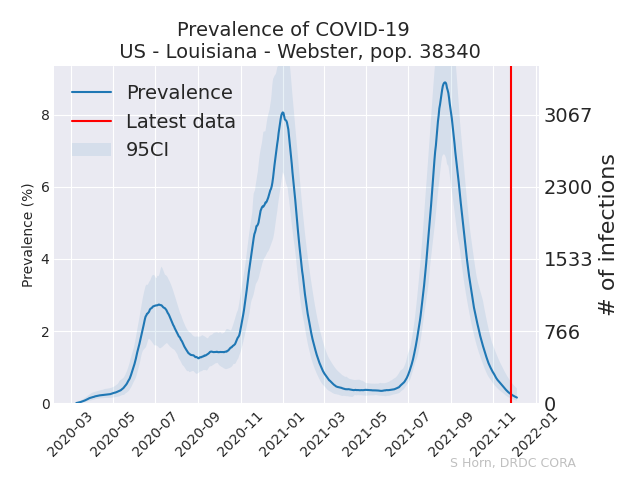 Prevalence of COVID-19
US - Louisiana - Webster, pop. 38340
Prevalence
Latest data
95CI
Prevalence (%)
8
6
4
2
0
3067
2300
1533
766
0
# of infections
2020-03
2020-05
2020-07
2020-09
2020-11
2021-01
2021-03
2021-05
2021-07
2021-09
2021-11
2022-01
S Horn, DRDC CORA